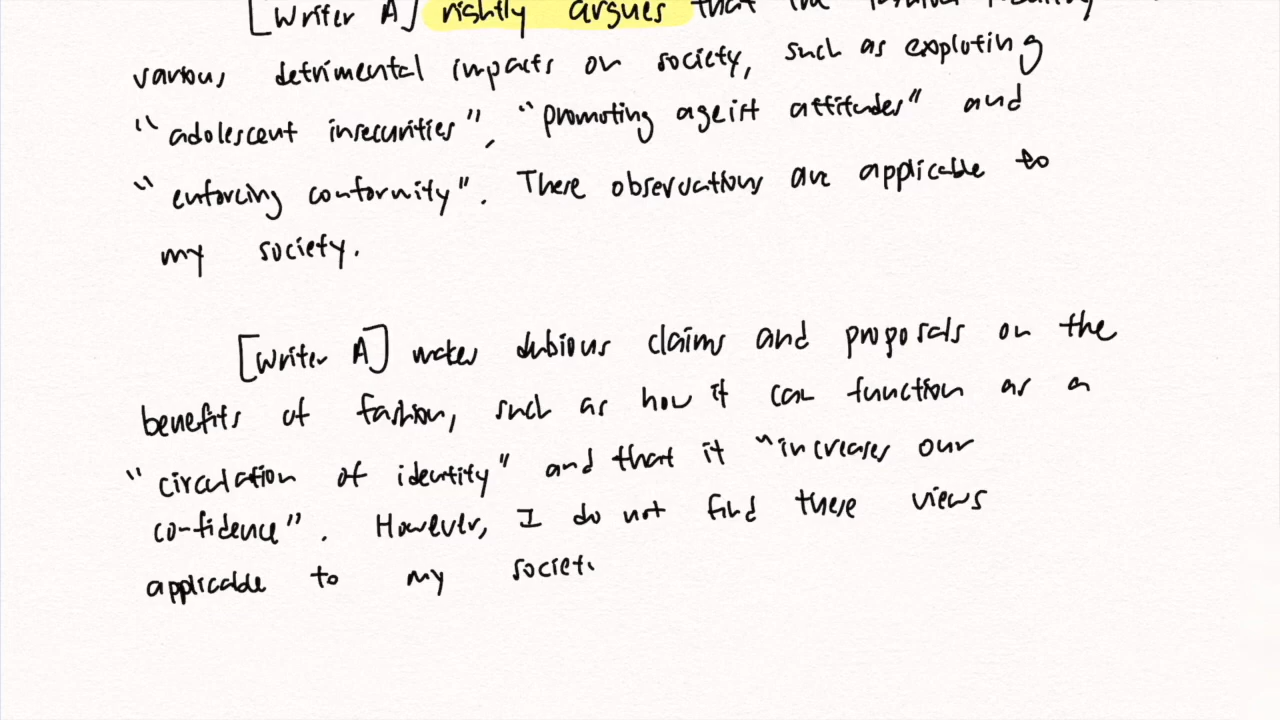 [Writer A] rightly argues that the
various detrimental impacts on society, such as exploting
"adolescent insecurities", "promoting ageist attitudes" and
"enforcing conformity". These observations are applicable to
my society.
[Writer A] makes dubious claims and proposals on the
benefits of fashion, such as how it can function as a
"circulation of identity" and that it "increases our
confidence". However, I do not find these views
applicable to my societ